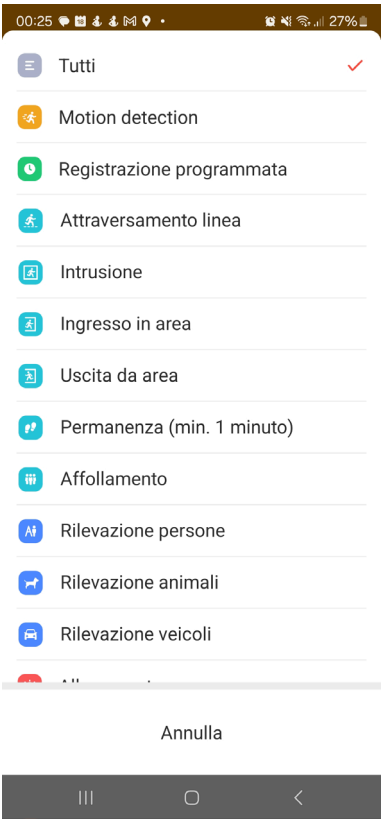 00:25
27%
Tutti
Motion detection
Registrazione programmata
Attraversamento linea
Intrusione
Ingresso in area
Uscita da area
Permanenza (min. 1 minuto)
Affollamento
Rilevazione persone
Rilevazione animali
Rilevazione veicoli
Annulla